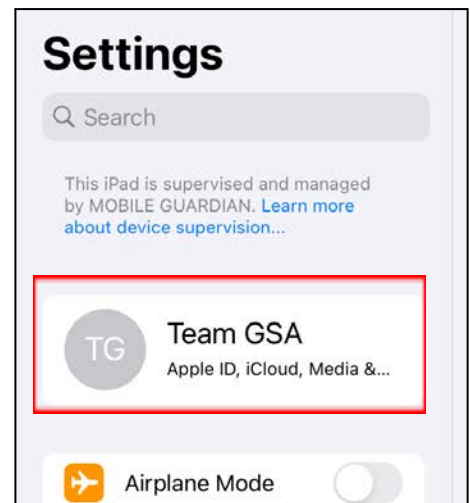 Settings
Search
This iPad is supervised and managed
by MOBILE GUARDIAN. Learn more
about device supervision...
TG
Team GSA
Apple ID, iCloud, Media &...
Airplane Mode